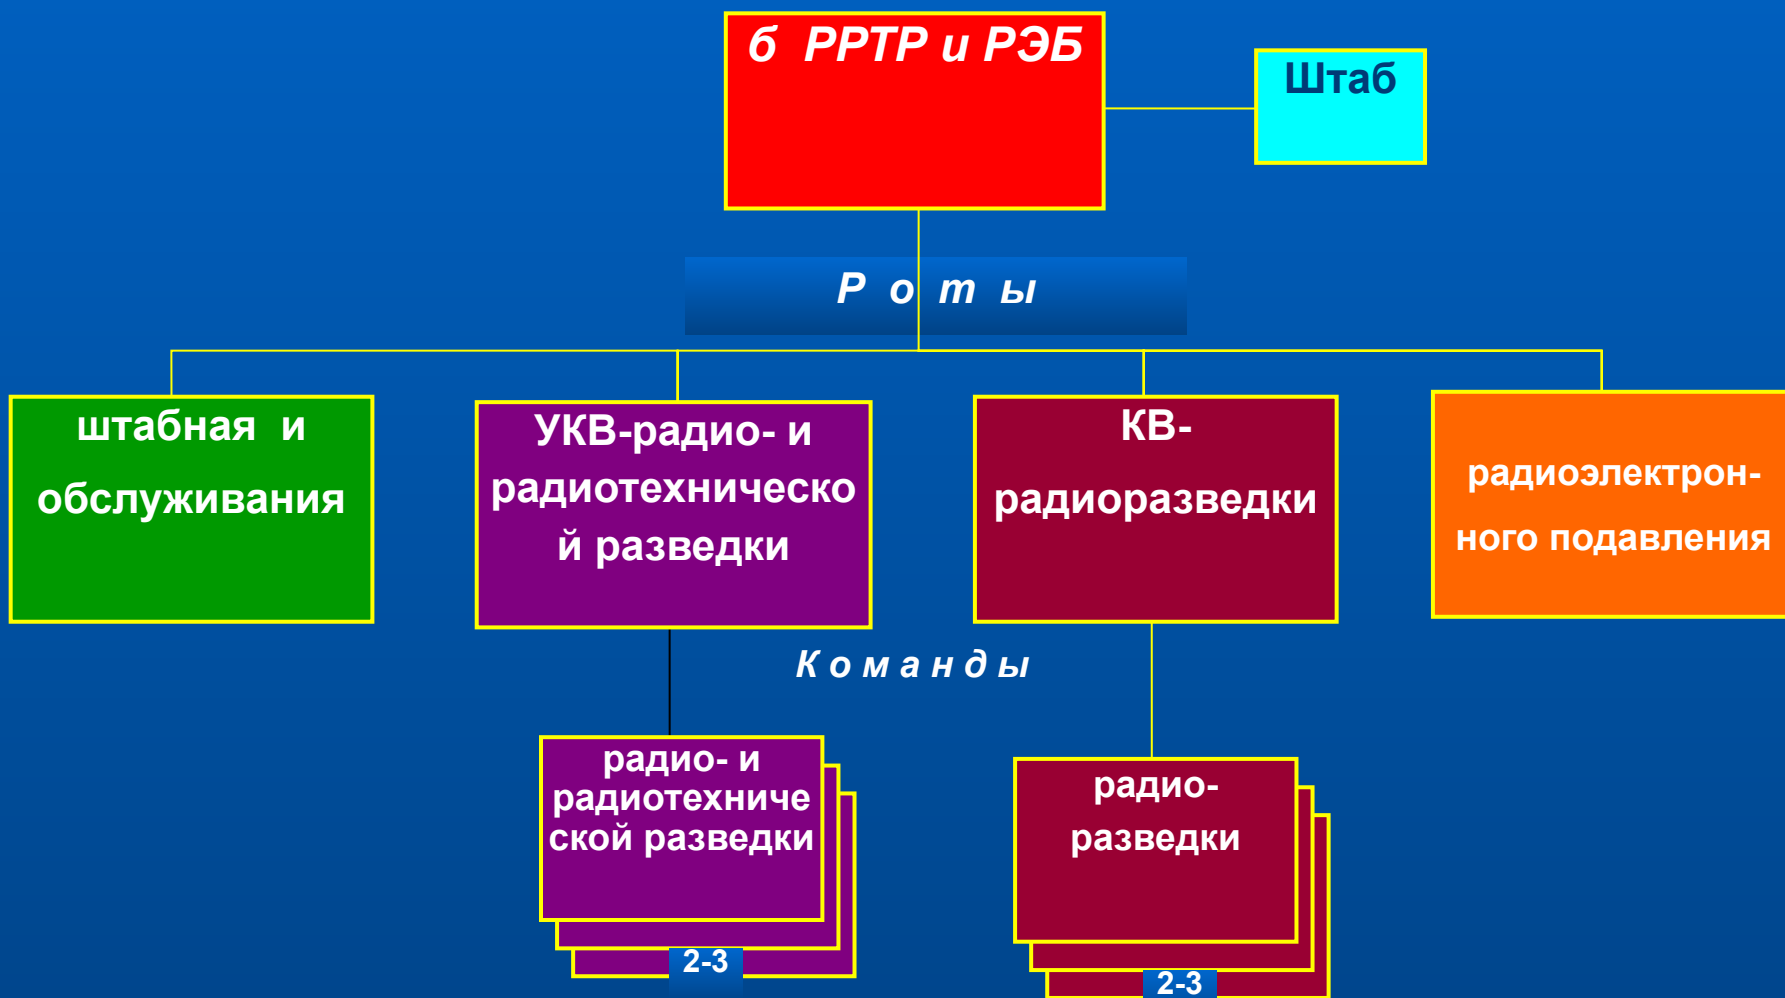 б РРТР и РЭБ
Штаб
Р о т ы
штабная и
обслуживания
УКВ-радио- и
радиотехническо
й разведки
КВ-
радиоразведки
радиоэлектрон-
ного подавления
К о м а н д ы
радио- и
радиотехниче
ской разведки
2-3
радио-
разведки
2-3